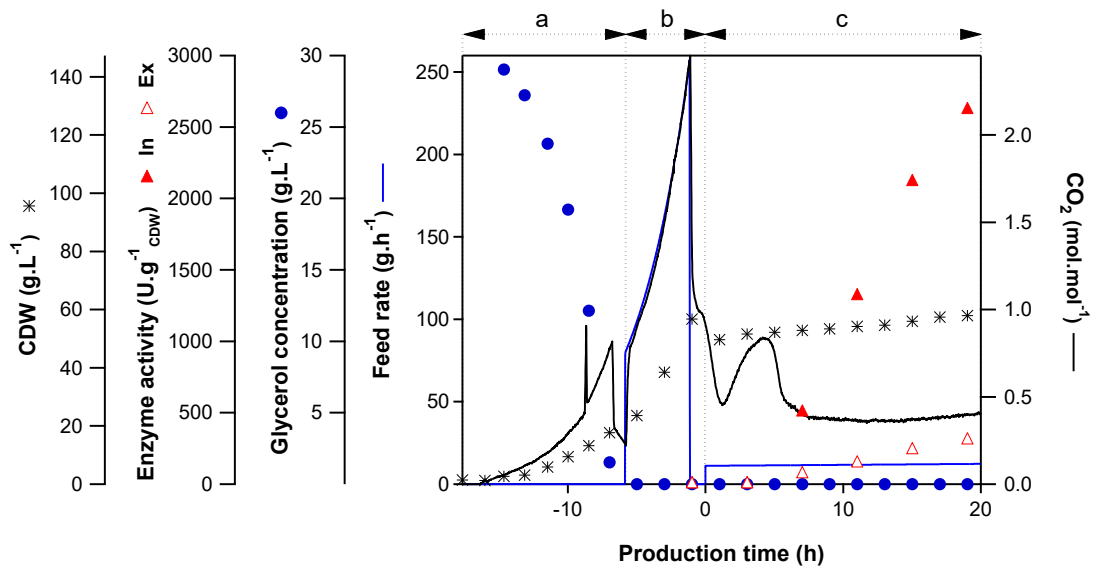 a b c
CDW (g.L⁻¹)
0 20 40 60 80 100 120 140
Enzyme activity (U.g⁻¹ CDW) In Ex
0 500 1000 1500 2000 2500 3000
Glycerol concentration (g.L⁻¹)
0 5 10 15 20 25 30
Feed rate (g.h⁻¹)
0 50 100 150 200 250
-10 0 10 20
Production time (h)
0.0 0.5 1.0 1.5 2.0
CO₂ (mol.mol⁻¹)